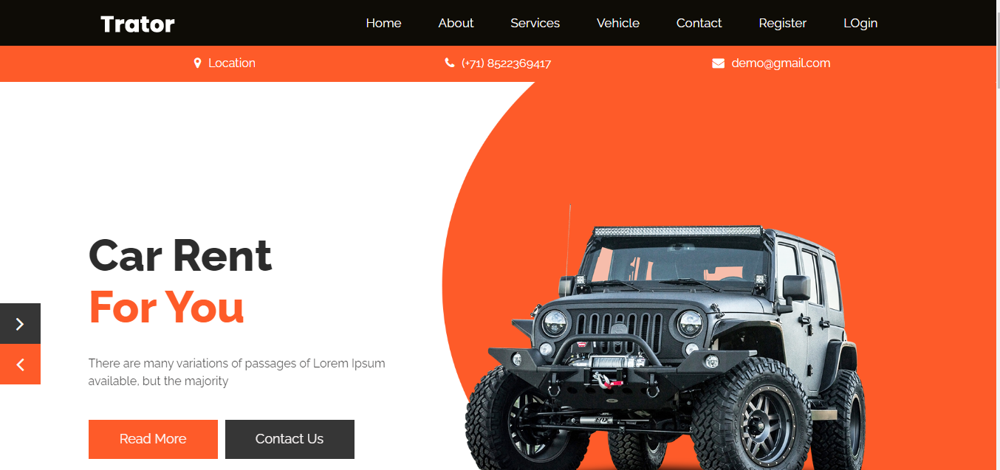 Trator
Home About Services Vehicle Contact Register LOgin
Location (+71) 8522369417 demo@gmail.com
Car Rent
For You
There are many variations of passages of Lorem Ipsum
available, but the majority
Read More Contact Us